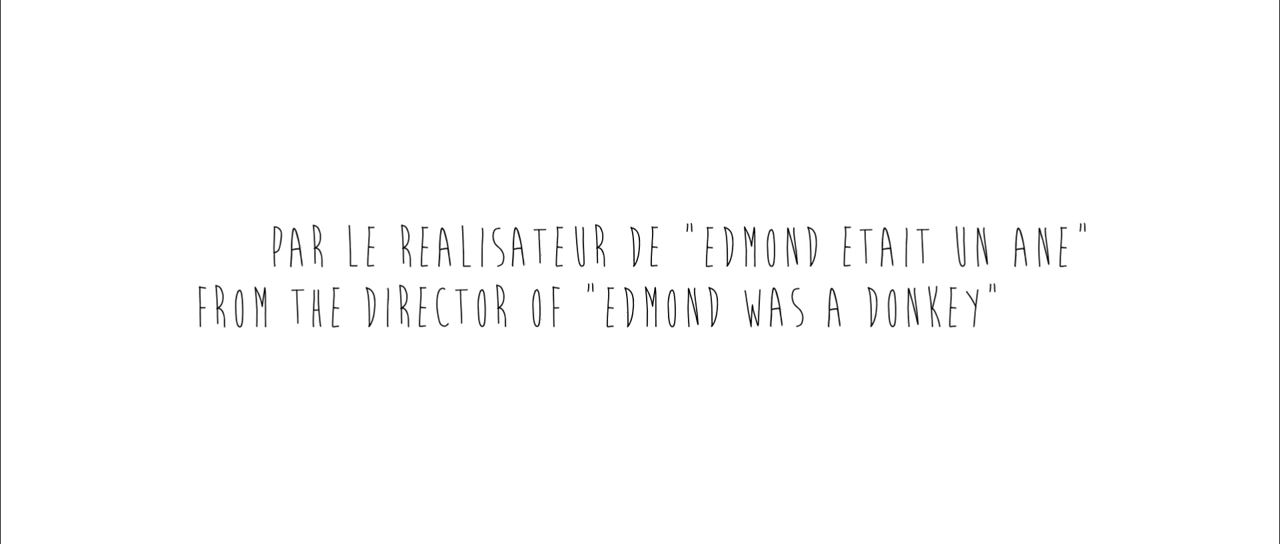 PAR LE REALISATEUR DE "EDMOND ETAIT UN ANE"
FROM THE DIRECTOR OF "EDMOND WAS A DONKEY"